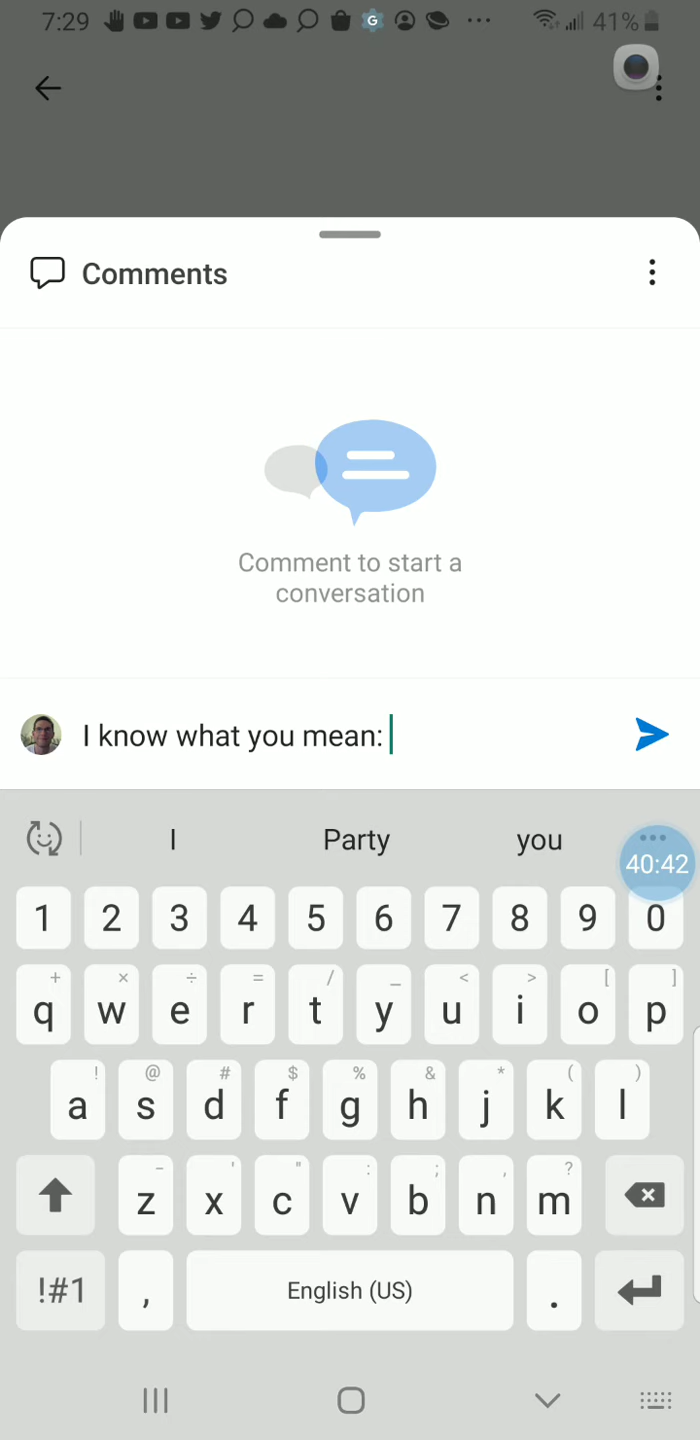 7:29 41%
Comments
Comment to start a
conversation
I know what you mean:
I Party you
40:42
1 2 3 4 5 6 7 8 9 0
+ × ÷ = / _ < > [ ]
q w e r t y u i o p
! @ # $ % & * ( )
a s d f g h j k l
- ' " : ; , ?
z x c v b n m
!#1 , English (US) .